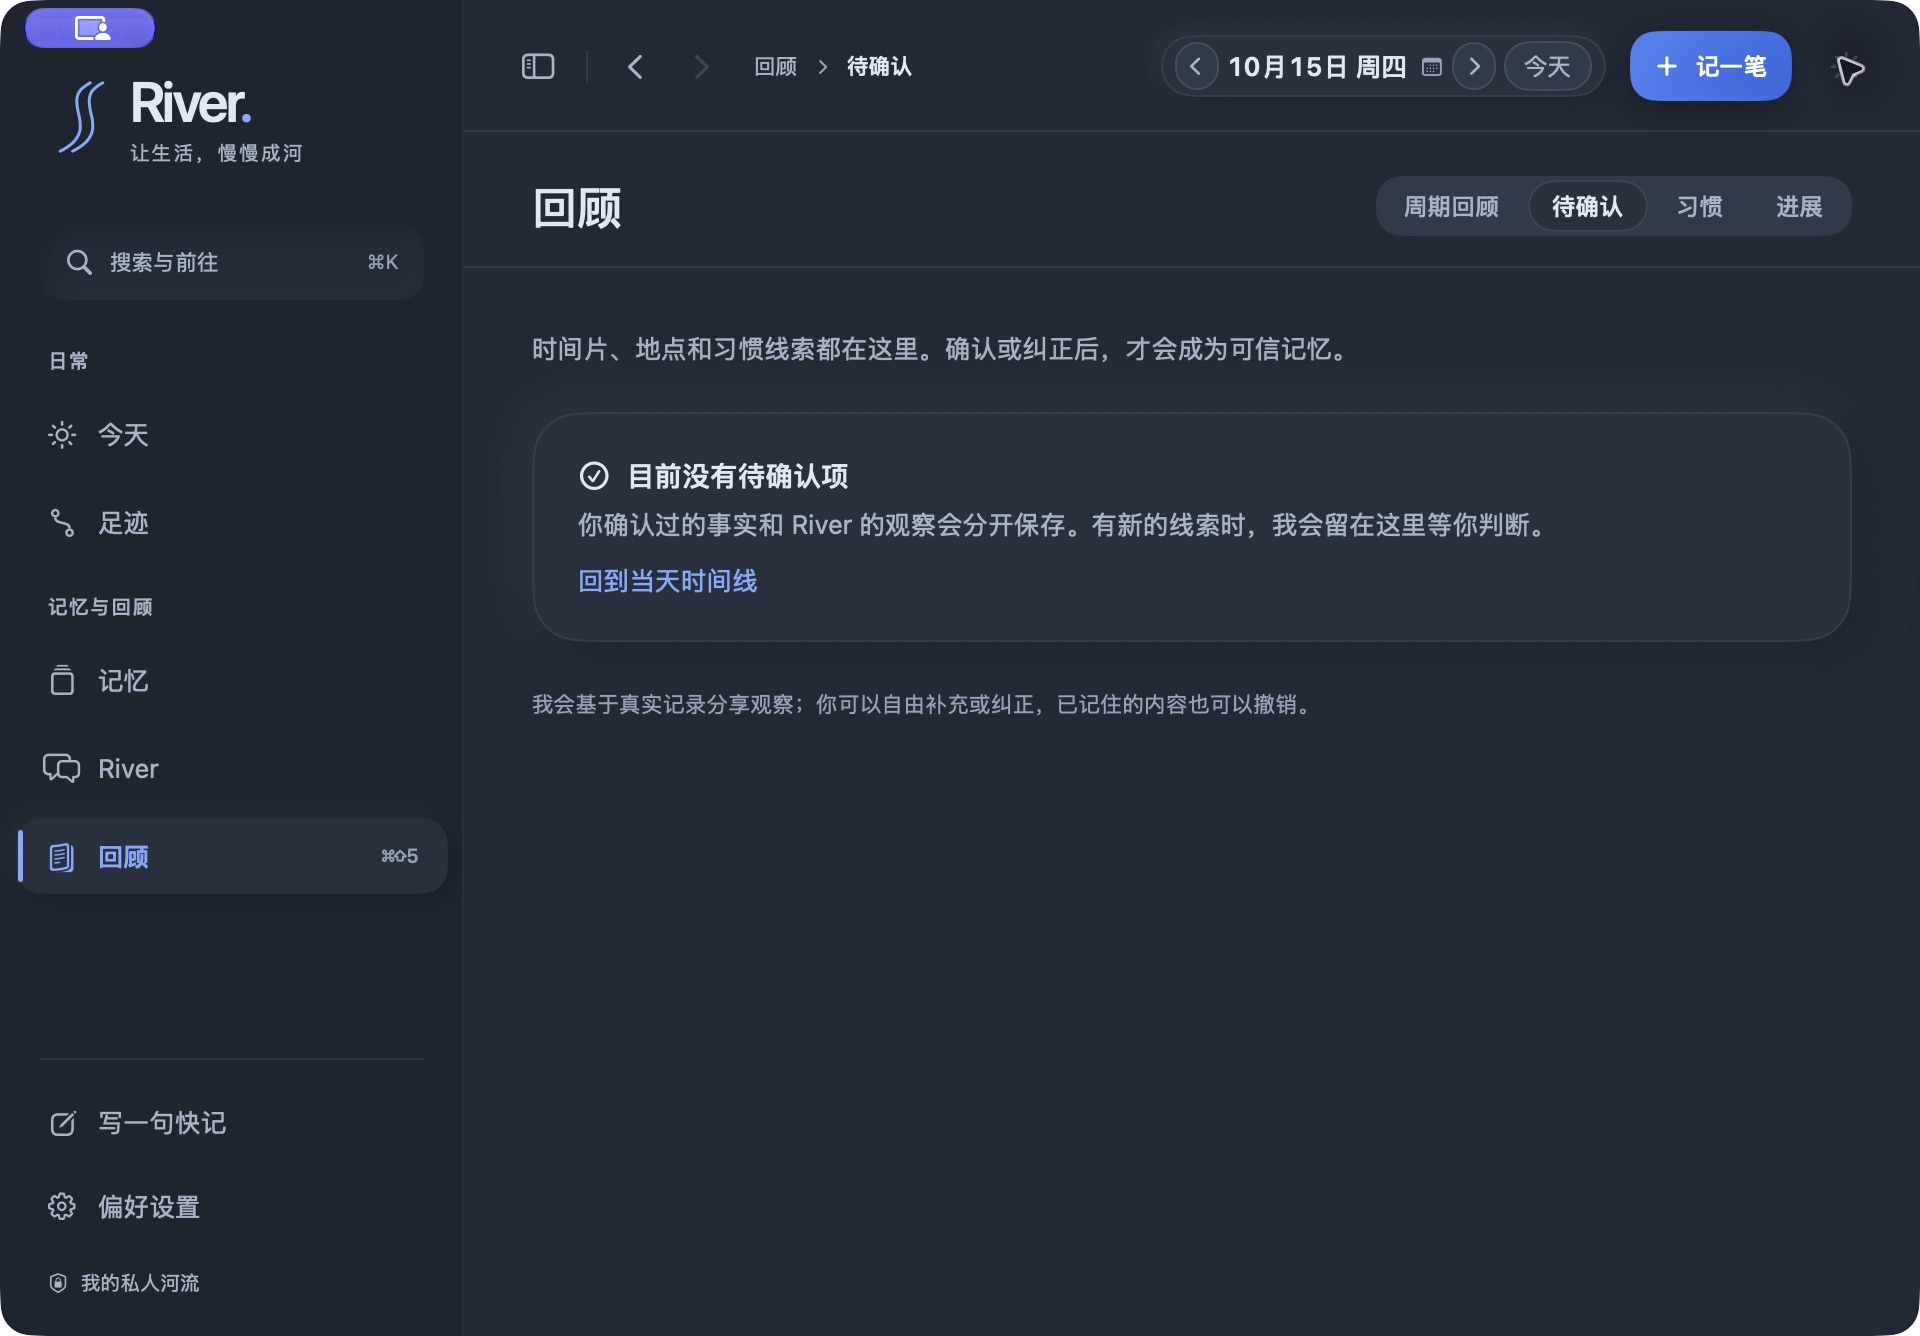 River.
让生活，慢慢成河
搜索与前往 ⌘K
日常
今天
足迹
记忆与回顾
记忆
River
回顾 ⌘⇧5
写一句快记
偏好设置
我的私人河流
回顾 > 待确认
10月15日 周四
今天
+ 记一笔
回顾
周期回顾 待确认 习惯 进展
时间片、地点和习惯线索都在这里。确认或纠正后，才会成为可信记忆。
目前没有待确认项
你确认过的事实和 River 的观察会分开保存。有新的线索时，我会留在这里等你判断。
回到当天时间线
我会基于真实记录分享观察；你可以自由补充或纠正，已记住的内容也可以撤销。